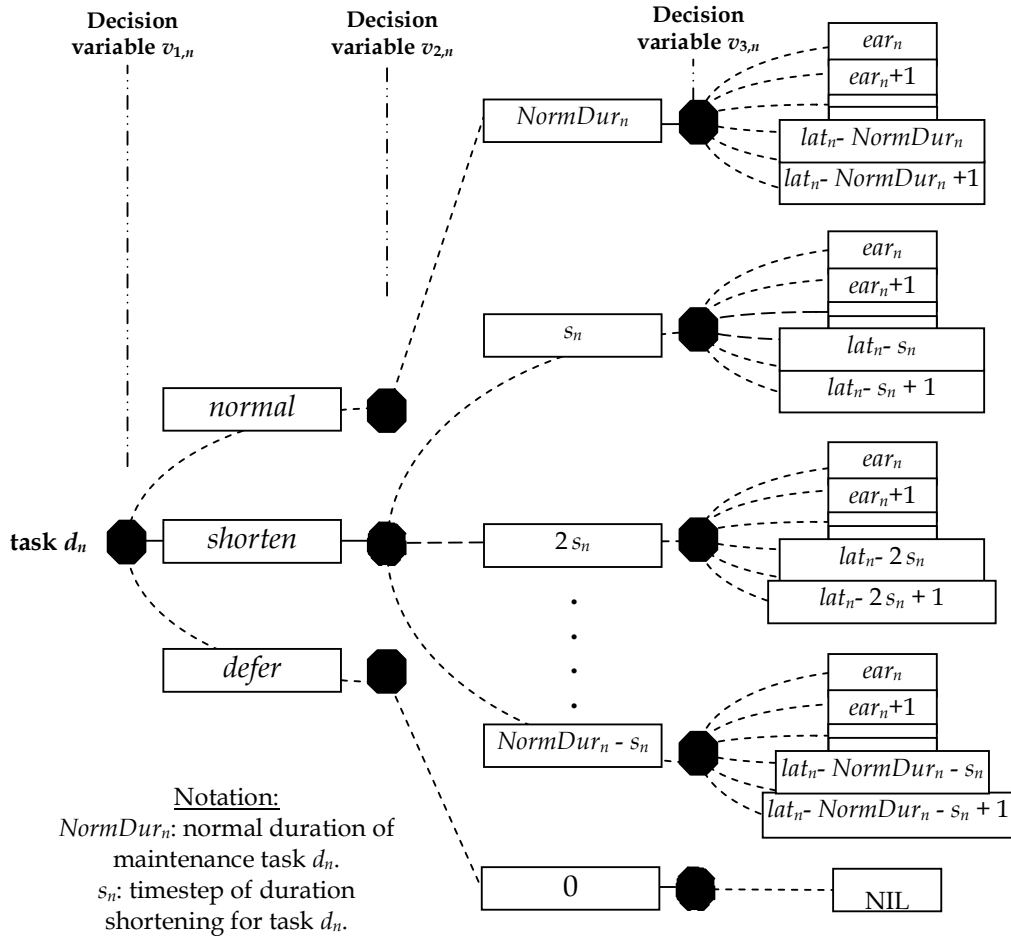 Decision
variable v₁,ₙ
Decision
variable v₂,ₙ
Decision
variable v₃,ₙ
NormDurₙ
earₙ
earₙ+1
latₙ- NormDurₙ
latₙ- NormDurₙ +1
sₙ
earₙ
earₙ+1
latₙ- sₙ
latₙ- sₙ + 1
normal
task dₙ
shorten
2 sₙ
earₙ
earₙ+1
latₙ- 2 sₙ
latₙ- 2 sₙ + 1
defer
NormDurₙ - sₙ
earₙ
earₙ+1
latₙ- NormDurₙ - sₙ
latₙ- NormDurₙ - sₙ + 1
0
NIL
Notation:
NormDurₙ: normal duration of
maintenance task dₙ.
sₙ: timestep of duration
shortening for task dₙ.